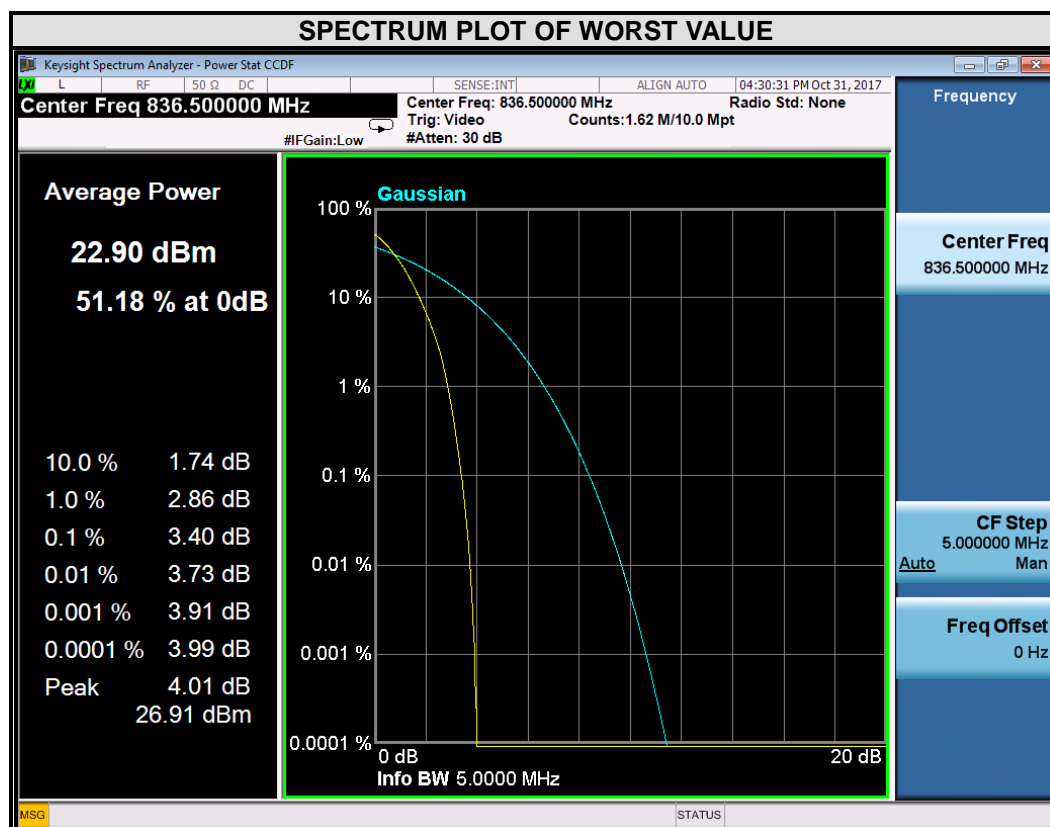 SPECTRUM PLOT OF WORST VALUE
Keysight Spectrum Analyzer - Power Stat CCDF
LXI L RF 50 Ω DC SENSE:INT ALIGN AUTO 04:30:31 PM Oct 31, 2017
Center Freq 836.500000 MHz
Center Freq: 836.500000 MHz Radio Std: None
Trig: Video Counts:1.62 M/10.0 Mpt
#IFGain:Low #Atten: 30 dB
Average Power
22.90 dBm
51.18 % at 0dB
10.0 % 1.74 dB
1.0 % 2.86 dB
0.1 % 3.40 dB
0.01 % 3.73 dB
0.001 % 3.91 dB
0.0001 % 3.99 dB
Peak 4.01 dB
26.91 dBm
Gaussian
100 %
10 %
1 %
0.1 %
0.01 %
0.001 %
0.0001 %
0 dB 20 dB
Info BW 5.0000 MHz
Frequency
Center Freq
836.500000 MHz
CF Step
5.000000 MHz
Auto Man
Freq Offset
0 Hz
MSG STATUS